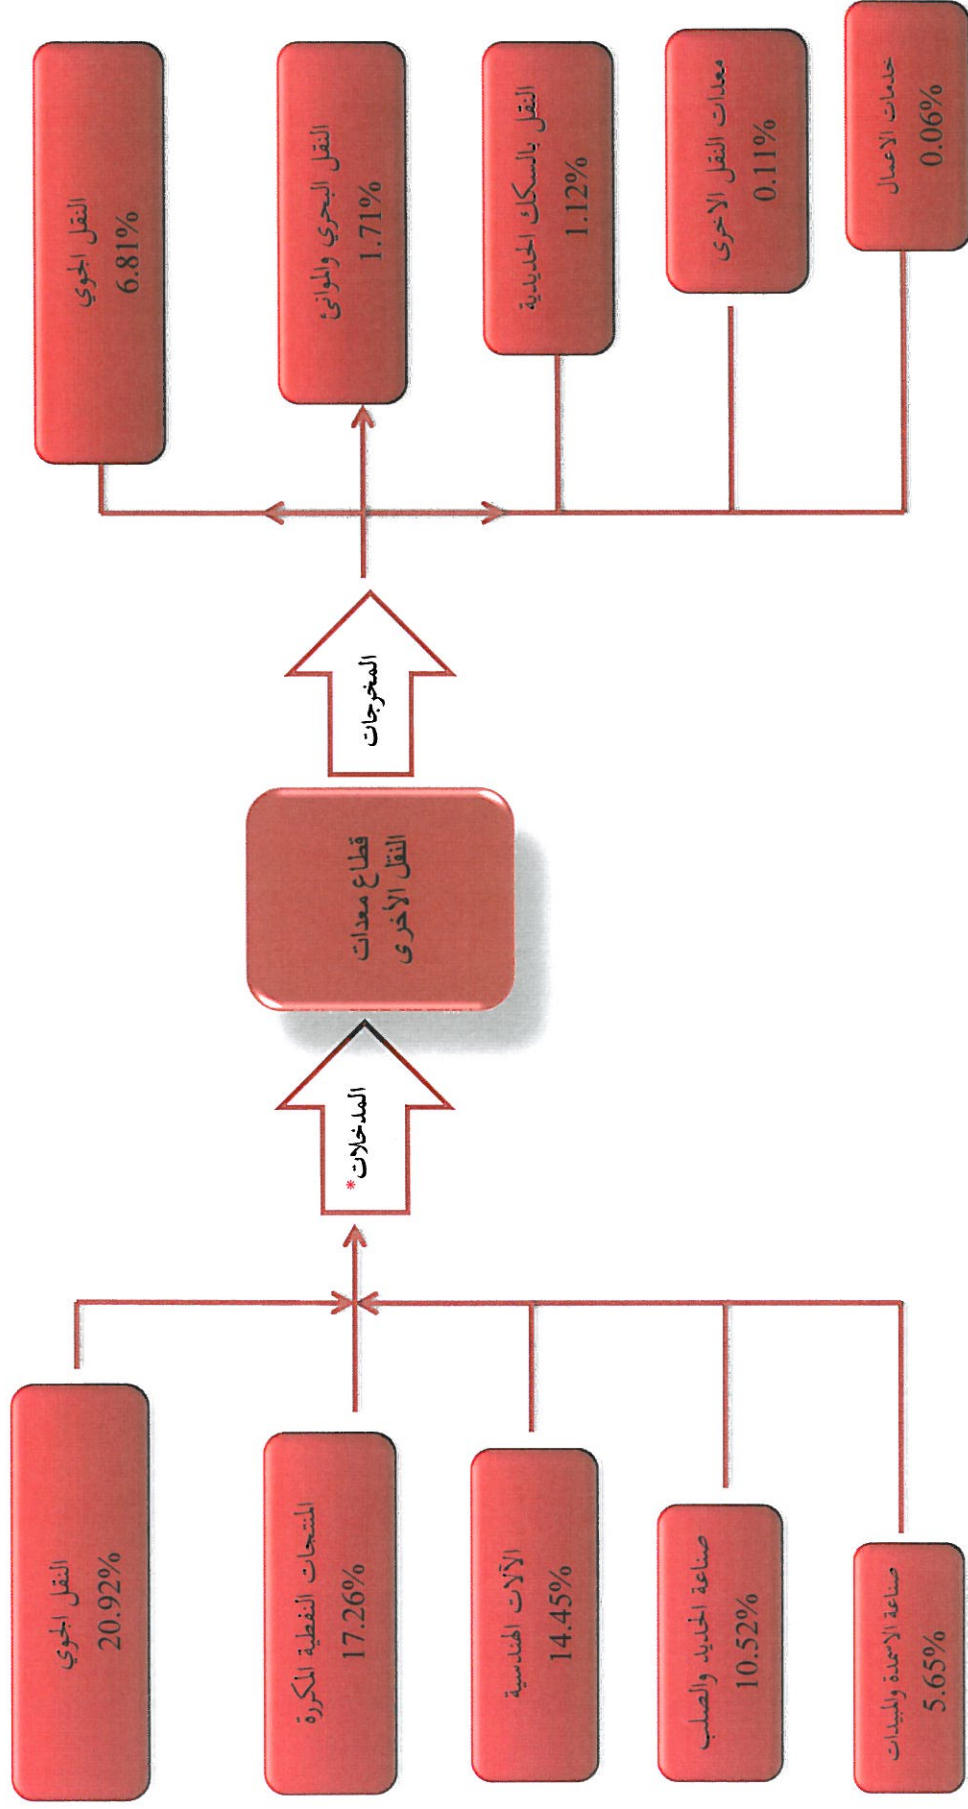 النقل الجوي
20.92%
المنتجات النفطية المكررة
17.26%
الآلات الهندسية
14.45%
صناعة الحديد والصلب
10.52%
صناعة الاسمدة والمبيدات
5.65%
المدخلات*
قطاع معدات
النقل الأخرى
المخرجات
النقل الجوي
6.81%
النقل البحري والموانئ
1.71%
النقل بالسكك الحديدية
1.12%
معدات النقل الاخرى
0.11%
خدمات الاعمال
0.06%